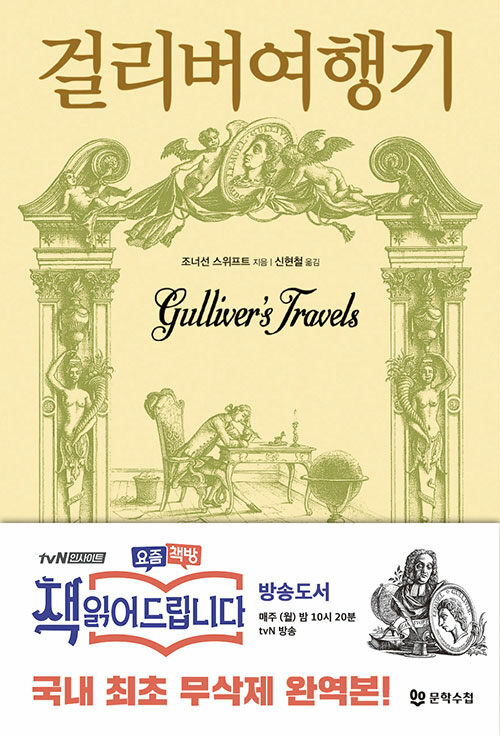 걸리버여행기
조너선 스위프트 지음 | 신현철 옮김
Gulliver's Travels
tvN 인사이트
요즘 책방
책 읽어드립니다
방송도서
매주 (월) 밤 10시 20분
tvN 방송
국내 최초 무삭제 완역본!
문학수첩